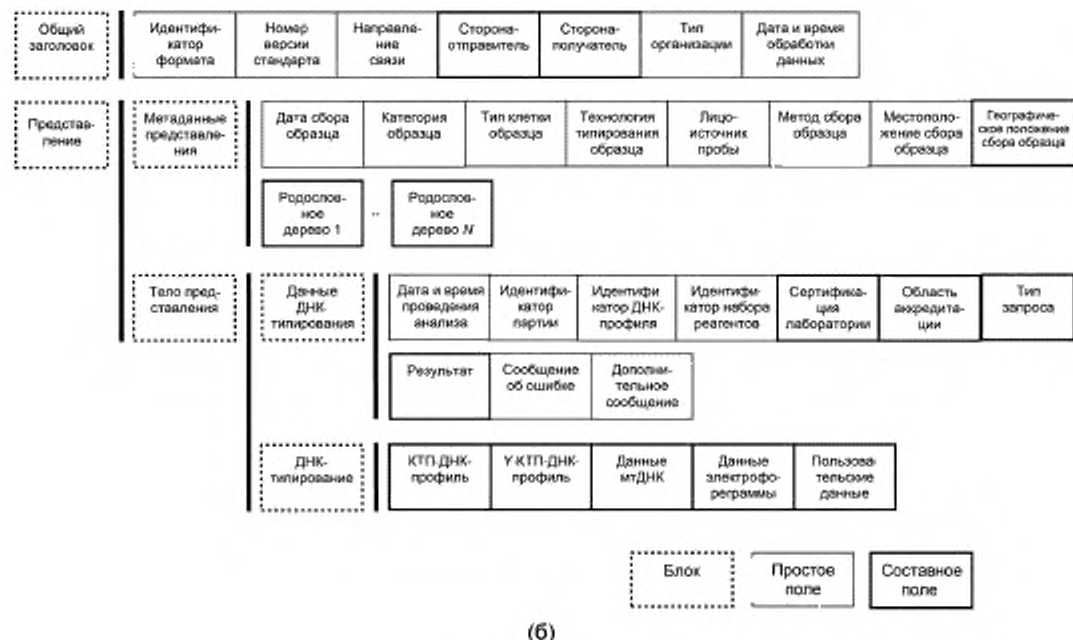 Общий
заголовок
Идентифи-
катор
формата
Номер
версии
стандарта
Направле-
ние
связи
Сторона-
отправитель
Сторона-
получатель
Тип
организации
Дата и время
обработки
данных
Представ-
ление
Метаданные
представле-
ния
Дата сбора
образца
Категория
образца
Тип клетки
образца
Технология
типирования
образца
Лицо-
источник
пробы
Метод сбора
образца
Местополо-
жение сбора
образца
Географиче-
ское положение
сбора образца
Родослов-
ное
дерево 1
..
Родослов-
ное
дерево N
Тело пред-
ставления
Данные
ДНК-
типирования
Дата и время
проведения
анализа
Идентифи-
катор
партии
Идентифи-
катор ДНК-
профиля
Идентифи-
катор набора
реагентов
Сертифика-
ция
лаборатории
Область
аккредита-
ции
Тип
запроса
Результат
Сообщение
об ошибке
Дополни-
тельное
сообщение
ДНК-
типирование
КТП-ДНК-
профиль
Y-КТП-ДНК-
профиль
Данные
мтДНК
Данные
электрофо-
реграммы
Пользова-
тельские
данные
Блок
Простое
поле
Составное
поле
(б)